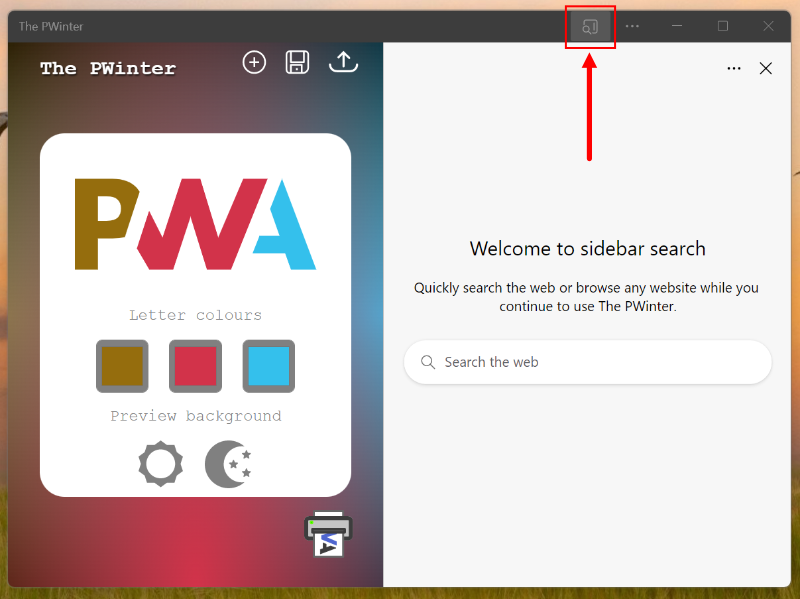 The PWinter
The PWinter
PWA
Letter colours
Preview background
Welcome to sidebar search
Quickly search the web or browse any website while you
continue to use The PWinter.
Search the web